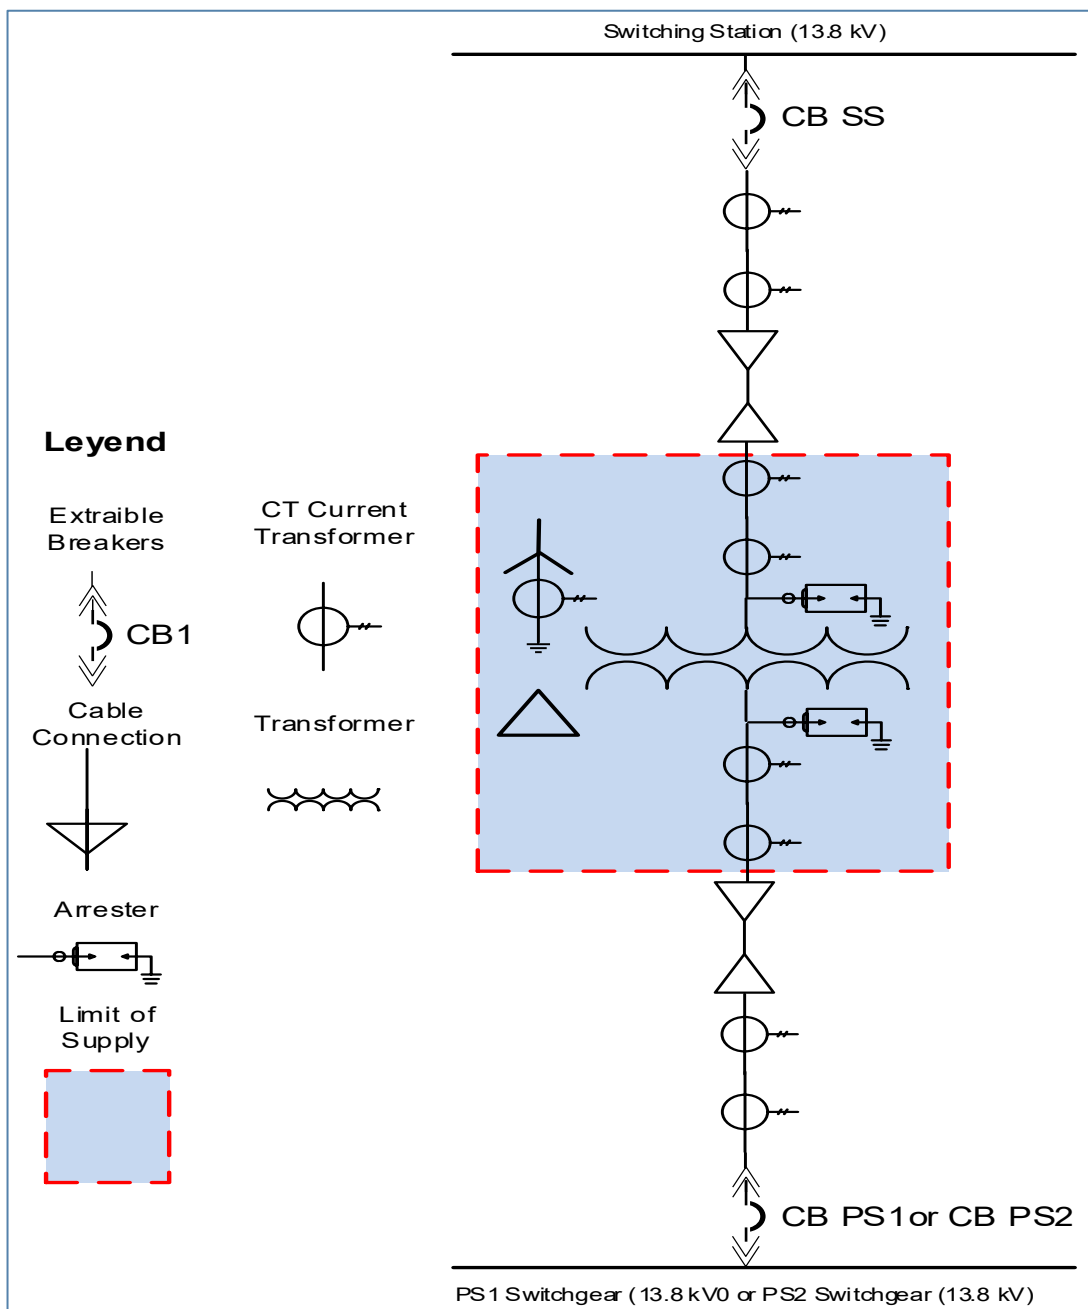 Switching Station (13.8 kV)
CB SS
Leyend
Extraible
Breakers
CB1
CT Current
Transformer
Cable
Connection
Transformer
Arrester
Limit of
Supply
CB PS1or CB PS2
PS1 Switchgear (13.8 kV0 or PS2 Switchgear (13.8 kV)